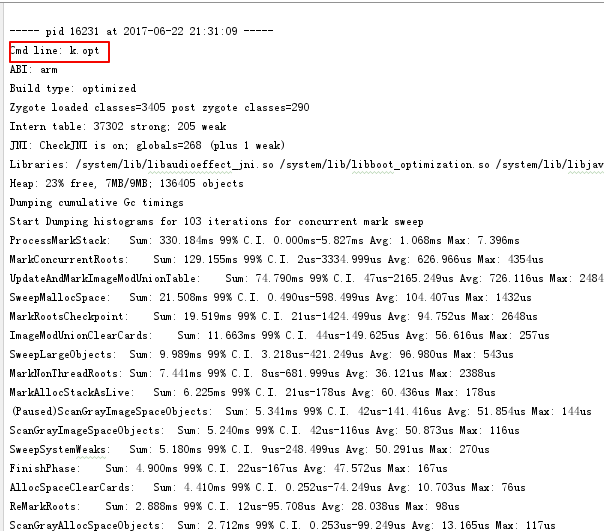 ----- pid 16231 at 2017-06-22 21:31:09 -----
Cmd line: k.opt
ABI: arm
Build type: optimized
Zygote loaded classes=3405 post zygote classes=290
Intern table: 37302 strong; 205 weak
JNI: CheckJNI is on; globals=268 (plus 1 weak)
Libraries: /system/lib/libaudioeffect_jni.so /system/lib/libboot_optimization.so /system/lib/libjav
Heap: 23% free, 7MB/9MB; 136405 objects
Dumping cumulative Gc timings
Start Dumping histograms for 103 iterations for concurrent mark sweep
ProcessMarkStack: Sum: 330.184ms 99% C.I. 0.000ms-5.827ms Avg: 1.068ms Max: 7.396ms
MarkConcurrentRoots: Sum: 129.155ms 99% C.I. 2us-3334.999us Avg: 626.966us Max: 4354us
UpdateAndMarkImageModUnionTable: Sum: 74.790ms 99% C.I. 47us-2165.249us Avg: 726.116us Max: 2484
SweepMallocSpace: Sum: 21.508ms 99% C.I. 0.490us-598.499us Avg: 104.407us Max: 1432us
MarkRootsCheckpoint: Sum: 19.519ms 99% C.I. 21us-1424.499us Avg: 94.752us Max: 2648us
ImageModUnionClearCards: Sum: 11.663ms 99% C.I. 44us-149.625us Avg: 56.616us Max: 257us
SweepLargeObjects: Sum: 9.989ms 99% C.I. 3.218us-421.249us Avg: 96.980us Max: 543us
MarkNonThreadRoots: Sum: 7.441ms 99% C.I. 8us-681.999us Avg: 36.121us Max: 2388us
MarkAllocStackAsLive: Sum: 6.225ms 99% C.I. 21us-178us Avg: 60.436us Max: 178us
(Paused)ScanGrayImageSpaceObjects: Sum: 5.341ms 99% C.I. 42us-141.416us Avg: 51.854us Max: 144us
ScanGrayImageSpaceObjects: Sum: 5.240ms 99% C.I. 42us-116us Avg: 50.873us Max: 116us
SweepSystemWeaks: Sum: 5.180ms 99% C.I. 9us-248.499us Avg: 50.291us Max: 270us
FinishPhase: Sum: 4.900ms 99% C.I. 22us-167us Avg: 47.572us Max: 167us
AllocSpaceClearCards: Sum: 4.410ms 99% C.I. 0.252us-74.249us Avg: 10.703us Max: 76us
ReMarkRoots: Sum: 2.888ms 99% C.I. 12us-95.708us Avg: 28.038us Max: 98us
ScanGrayAllocSpaceObjects: Sum: 2.712ms 99% C.I. 0.253us-99.249us Avg: 13.165us Max: 117us